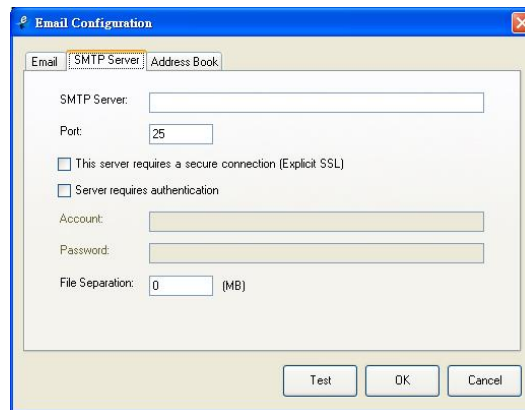 Email Configuration
Email SMTP Server Address Book
SMTP Server:
Port: 25
This server requires a secure connection (Explicit SSL)
Server requires authentication
Account:
Password:
File Separation: 0 (MB)
Test OK Cancel